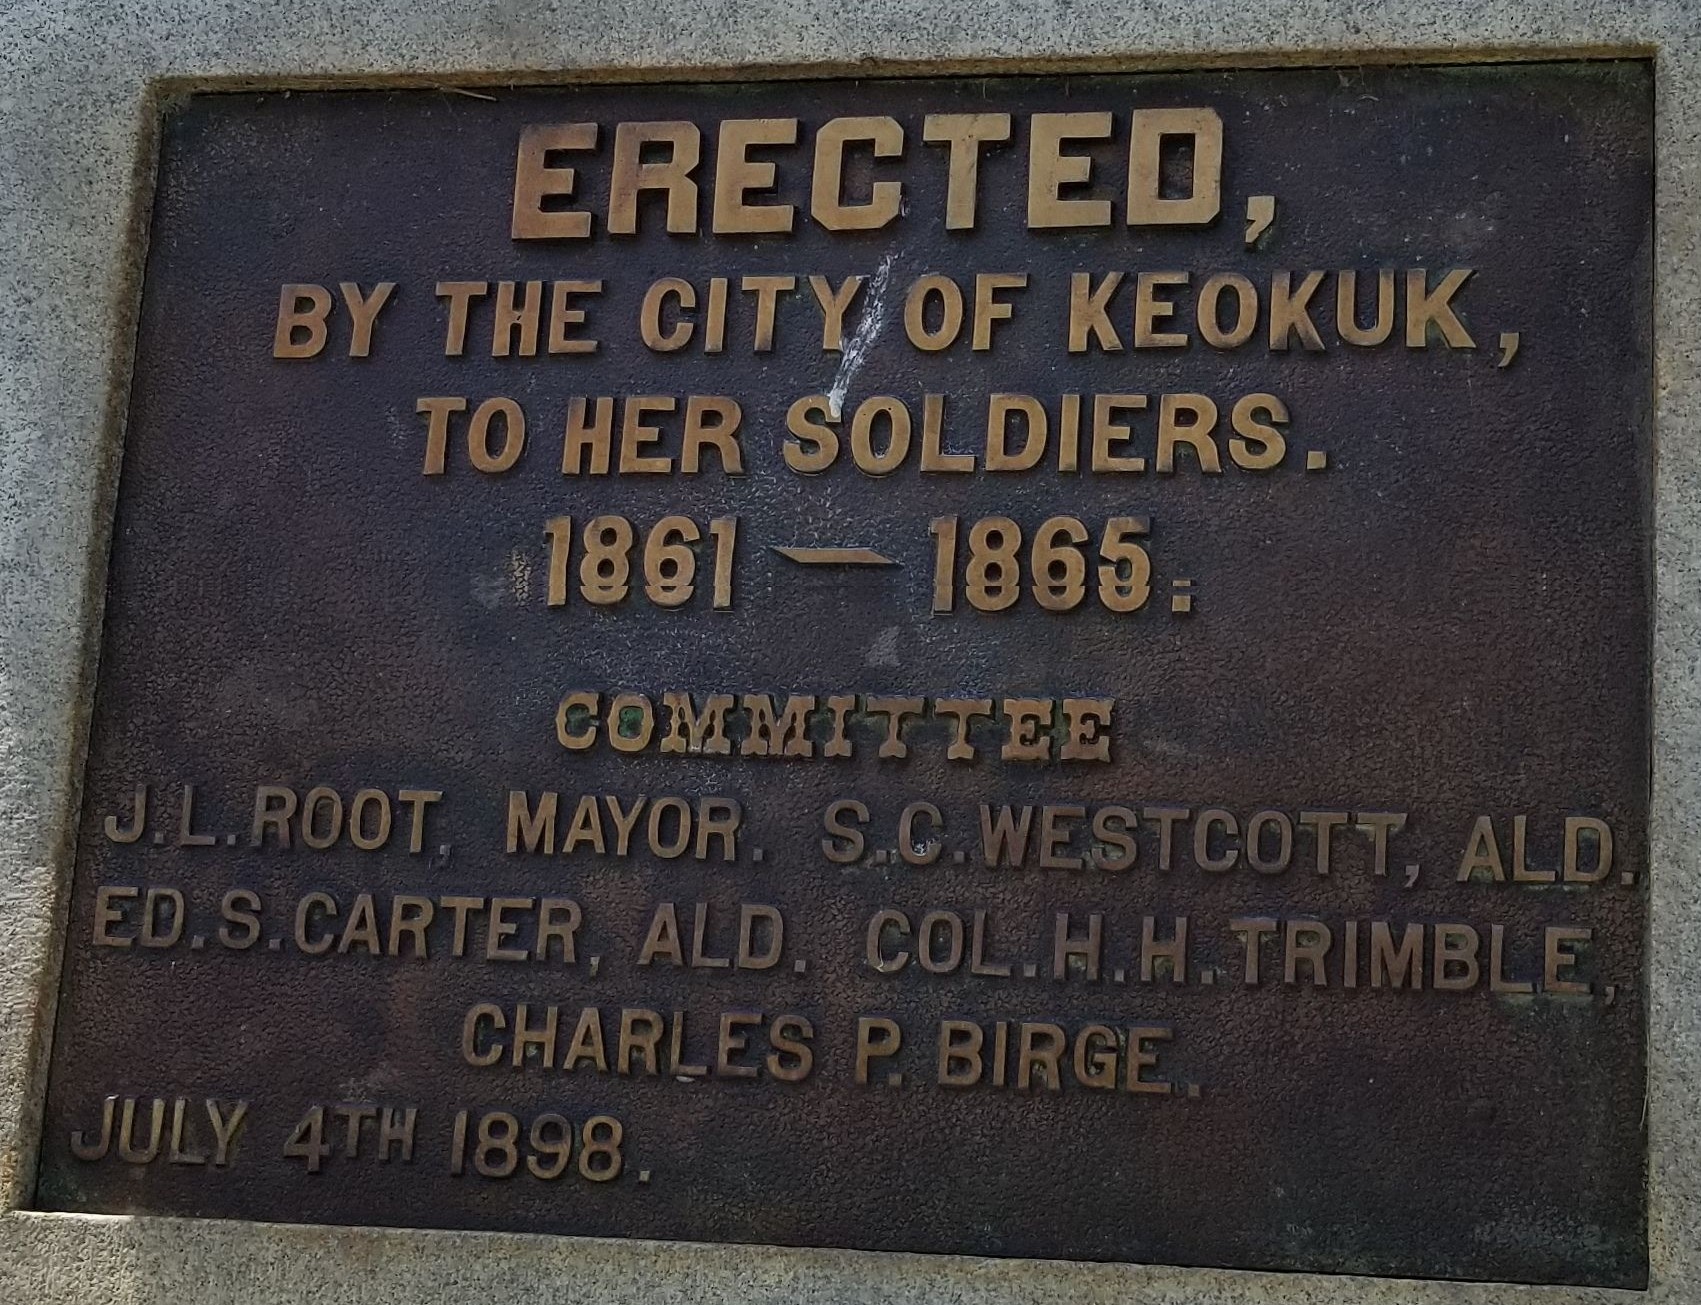 ERECTED,
BY THE CITY OF KEOKUK,
TO HER SOLDIERS.
1861 — 1865.
COMMITTEE
J.L.ROOT, MAYOR. S.C.WESTCOTT, ALD.
ED.S.CARTER, ALD. COL.H.H.TRIMBLE,
CHARLES P. BIRGE.
JULY 4TH 1898.